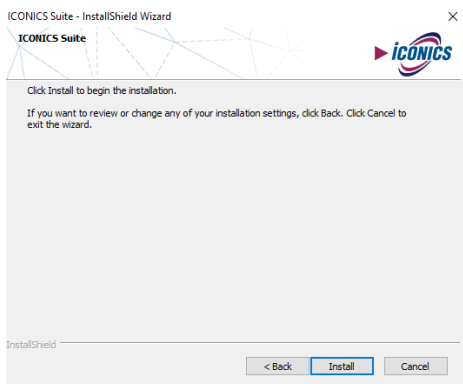 ICONICS Suite - InstallShield Wizard
ICONICS Suite
ICONICS
Click Install to begin the installation.
If you want to review or change any of your installation settings, click Back. Click Cancel to
exit the wizard.
InstallShield
< Back Install Cancel